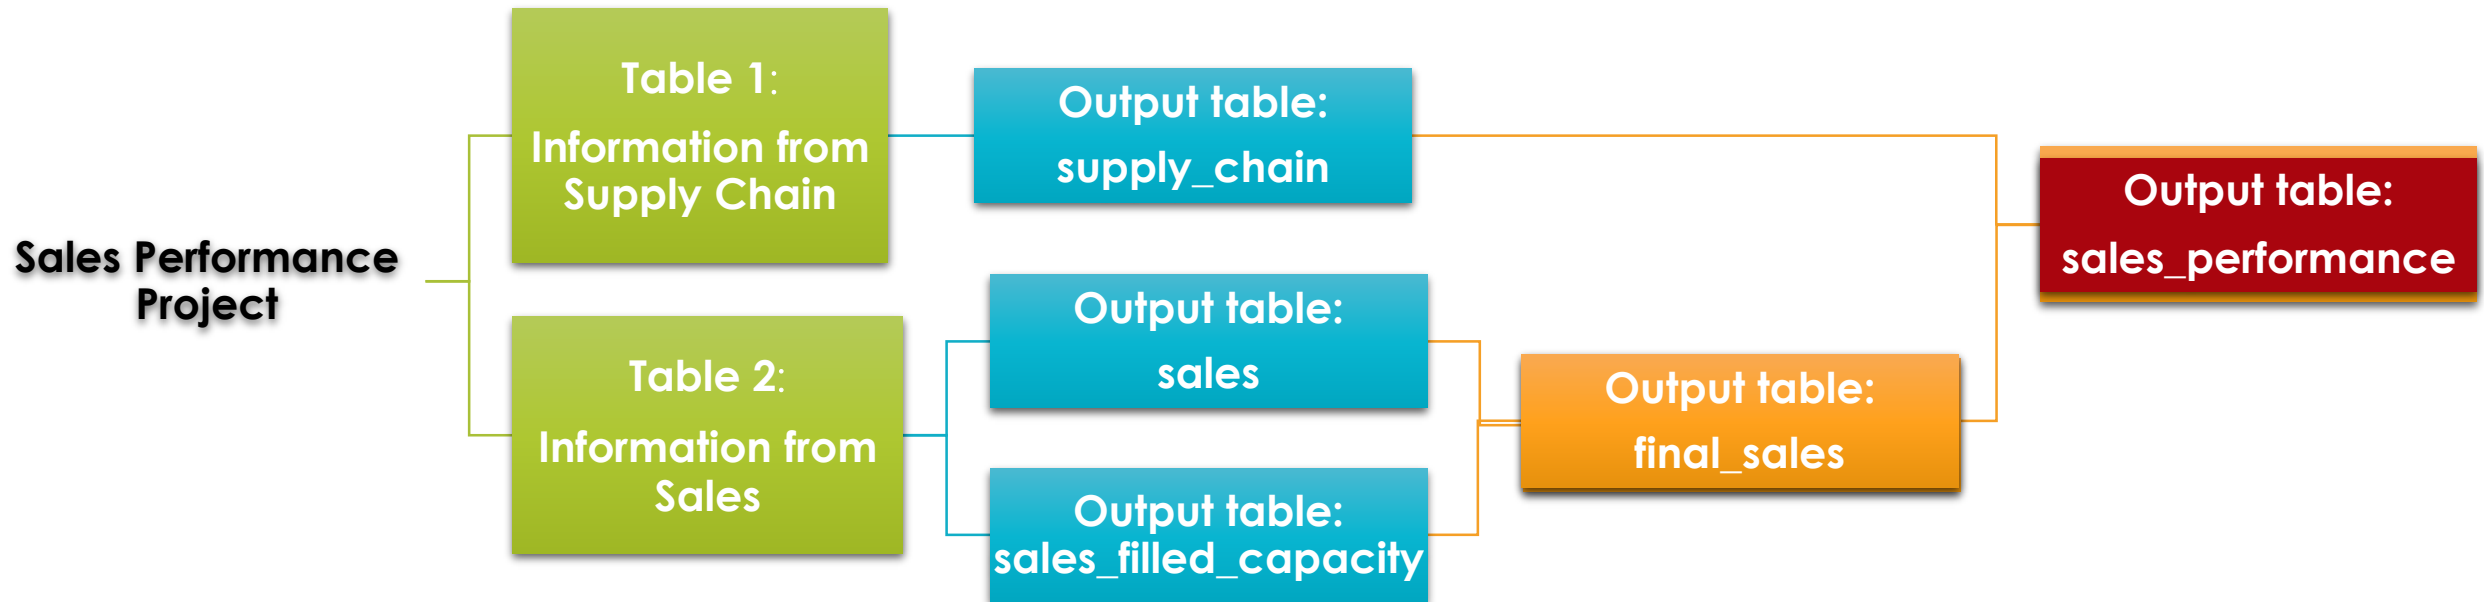 Sales Performance
Project
Table 1:
Information from
Supply Chain
Table 2:
Information from
Sales
Output table:
supply_chain
Output table:
sales
Output table:
sales_filled_capacity
Output table:
final_sales
Output table:
sales_performance